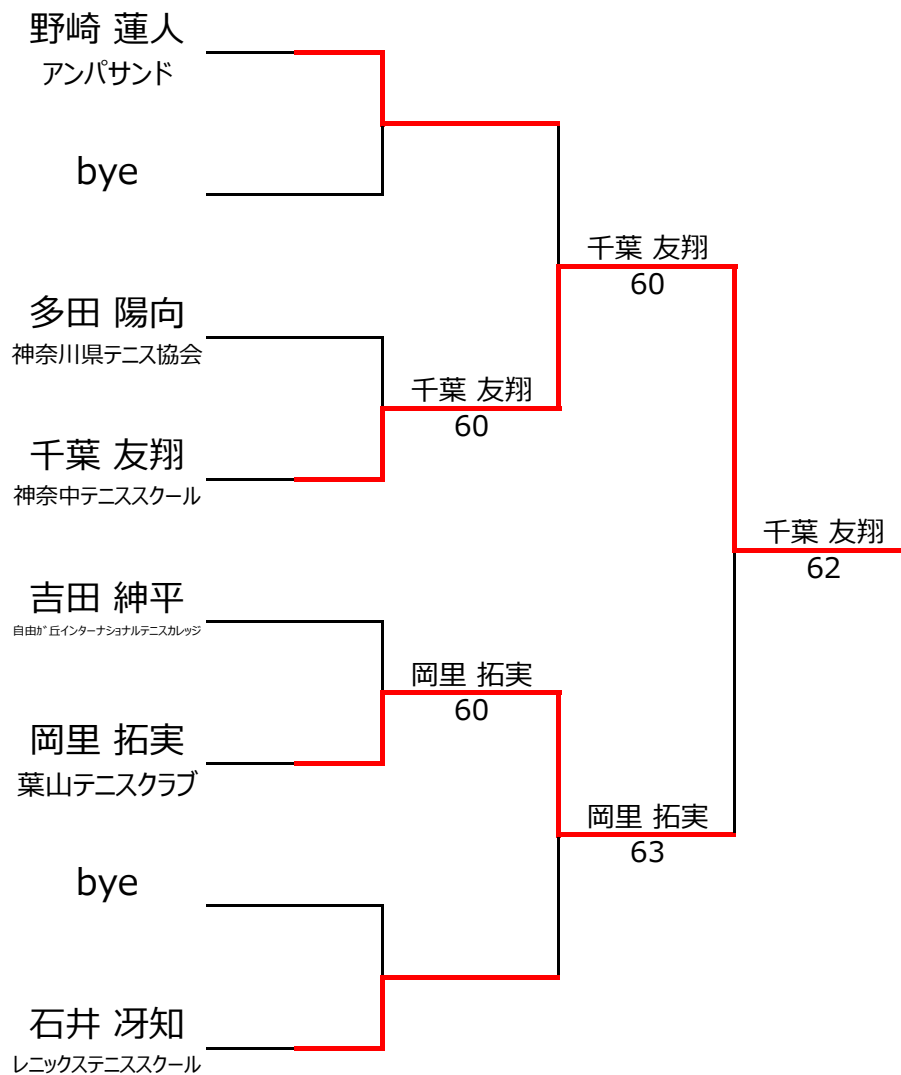 野崎 蓮人
アンパサンド
bye
千葉 友翔
60
多田 陽向
神奈川県テニス協会
千葉 友翔
60
千葉 友翔
神奈中テニススクール
千葉 友翔
62
吉田 紳平
自由が丘インターナショナルテニスカレッジ
岡里 拓実
60
岡里 拓実
葉山テニスクラブ
岡里 拓実
63
bye
石井 冴知
レニックステニススクール